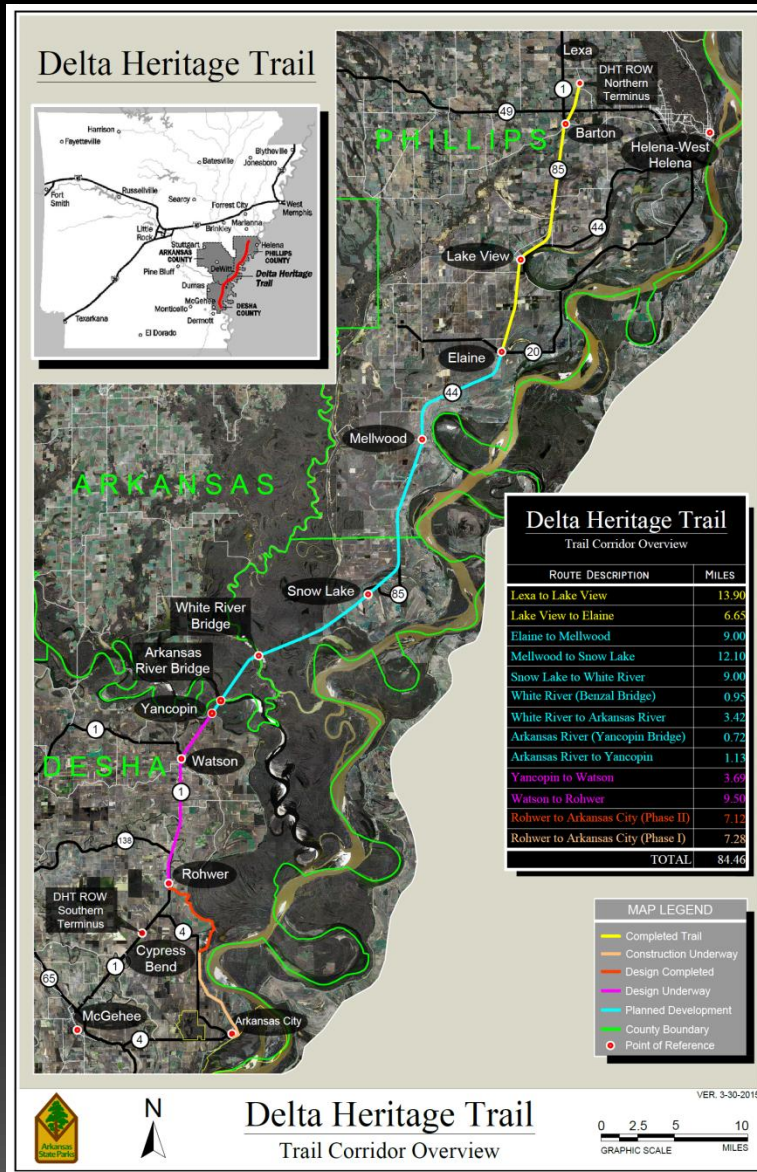 Delta Heritage Trail
Harrison
Fayetteville
Blytheville
Batesville
Jonesboro
Fort
Smith
Russellville
Searcy
Forrest City
West
Memphis
Little
Rock
Brinkley
Marianna
Stuttgart
Helena
ARKANSAS
COUNTY
PHILLIPS
COUNTY
Pine Bluff
DeWitt
Delta Heritage
Trail
Dumas
McGehee
Monticello
DESHA
COUNTY
Dermott
Texarkana
El Dorado
Lexa
1
DHT ROW
Northern
Terminus
49
PHILLIPS
Barton
Helena-West
Helena
85
44
Lake View
Elaine
20
44
Mellwood
ARKANSAS
Snow Lake
85
White River
Bridge
Arkansas
River Bridge
Yancopin
1
DESHA
Watson
1
138
Rohwer
DHT ROW
Southern
Terminus
4
Cypress
Bend
1
65
McGehee
4
Arkansas City
Delta Heritage Trail
Trail Corridor Overview
ROUTE DESCRIPTION MILES
Lexa to Lake View 13.90
Lake View to Elaine 6.65
Elaine to Mellwood 9.00
Mellwood to Snow Lake 12.10
Snow Lake to White River 9.00
White River (Benzal Bridge) 0.95
White River to Arkansas River 3.42
Arkansas River (Yancopin Bridge) 0.72
Arkansas River to Yancopin 1.13
Yancopin to Watson 3.69
Watson to Rohwer 9.50
Rohwer to Arkansas City (Phase II) 7.12
Rohwer to Arkansas City (Phase I) 7.28
TOTAL 84.46
MAP LEGEND
Completed Trail
Construction Underway
Design Completed
Design Underway
Planned Development
County Boundary
Point of Reference
VER. 3-30-2015
Arkansas
State Parks
N
Delta Heritage Trail
Trail Corridor Overview
0 2.5 5 10
GRAPHIC SCALE MILES